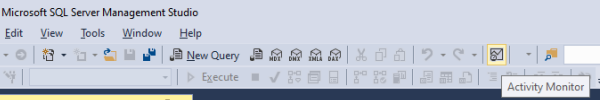 Microsoft SQL Server Management Studio
Edit View Tools Window Help
New Query MDX DMX XMLA DAX
Execute
Activity Monitor